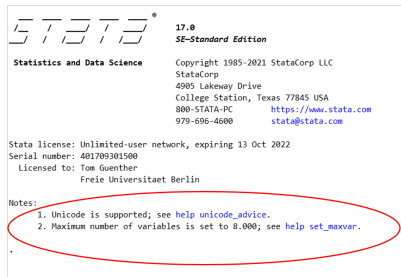 ®
17.0
SE—Standard Edition
Statistics and Data Science
Copyright 1985-2021 StataCorp LLC
StataCorp
4905 Lakeway Drive
College Station, Texas 77845 USA
800-STATA-PC https://www.stata.com
979-696-4600 stata@stata.com
Stata license: Unlimited-user network, expiring 13 Oct 2022
Serial number: 401709301500
Licensed to: Tom Guenther
Freie Universitaet Berlin
Notes:
1. Unicode is supported; see help unicode_advice.
2. Maximum number of variables is set to 8.000; see help set_maxvar.
.